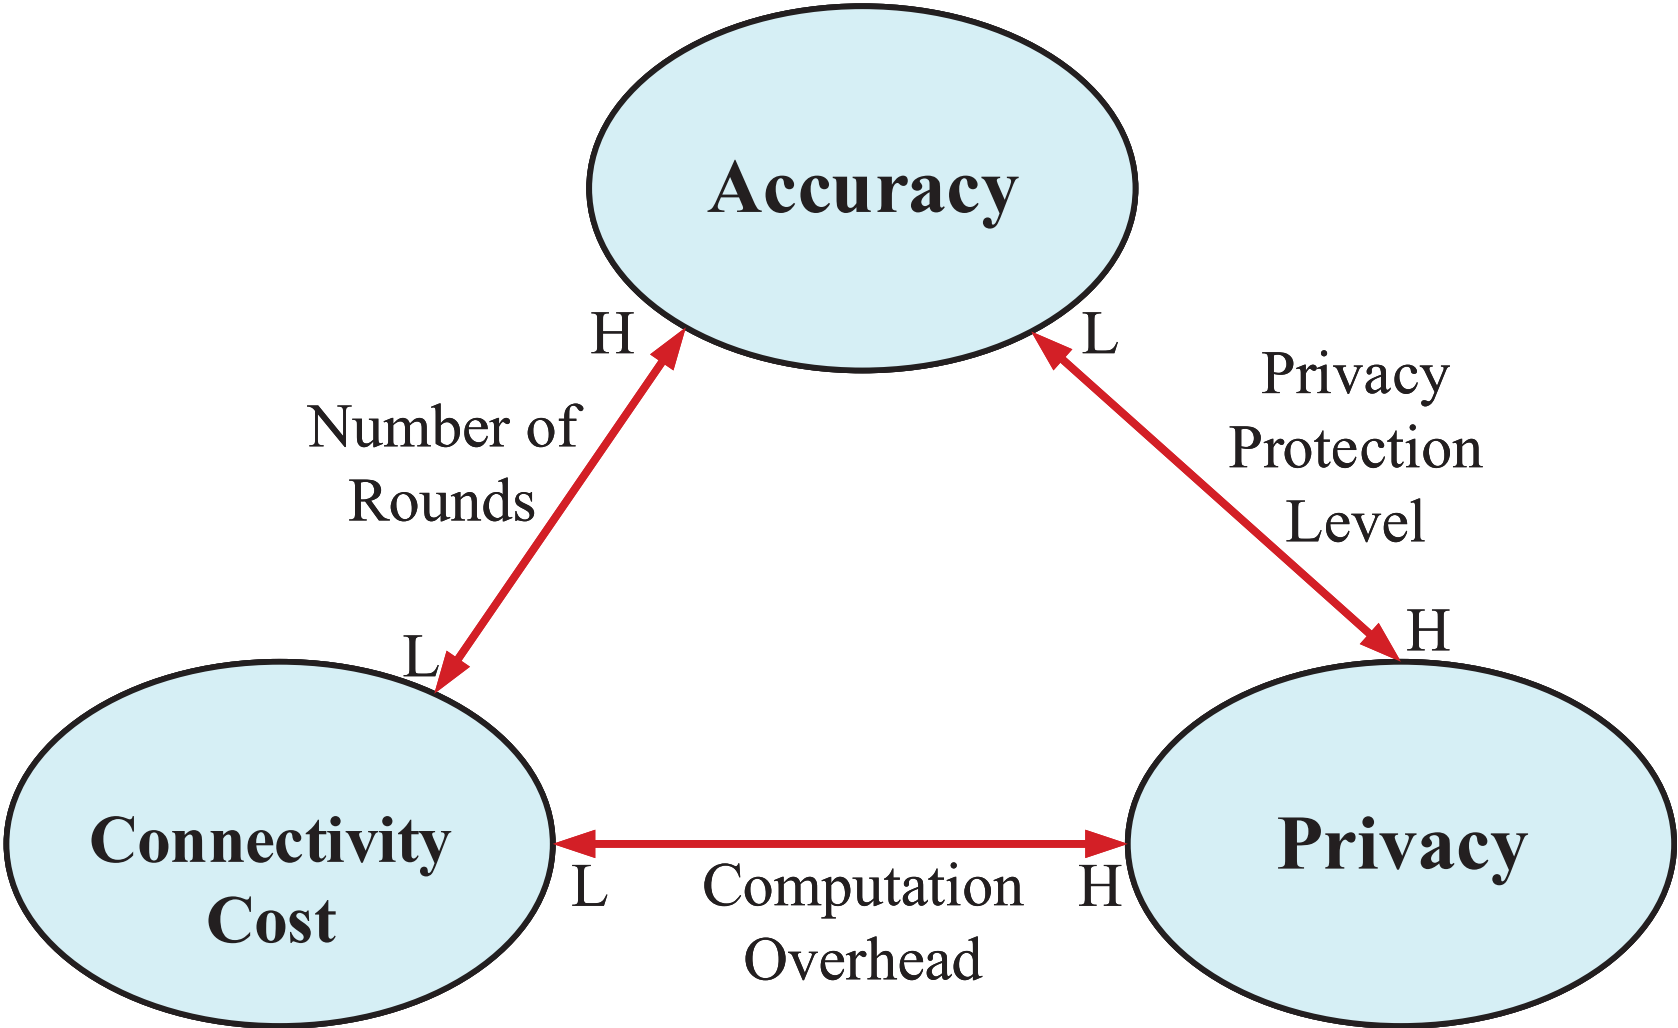 Accuracy
H
L
Number of
Rounds
Privacy
Protection
Level
L
H
Connectivity
Cost
L
Computation
Overhead
H
Privacy